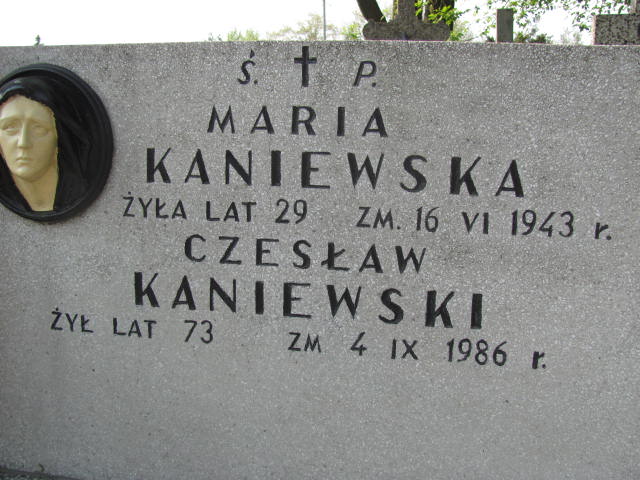 Ś. P.
MARIA
KANIEWSKA
ŻYŁA LAT 29 ZM. 16 VI 1943 r.
CZESŁAW
KANIEWSKI
ŻYŁ LAT 73 ZM 4 IX 1986 r.